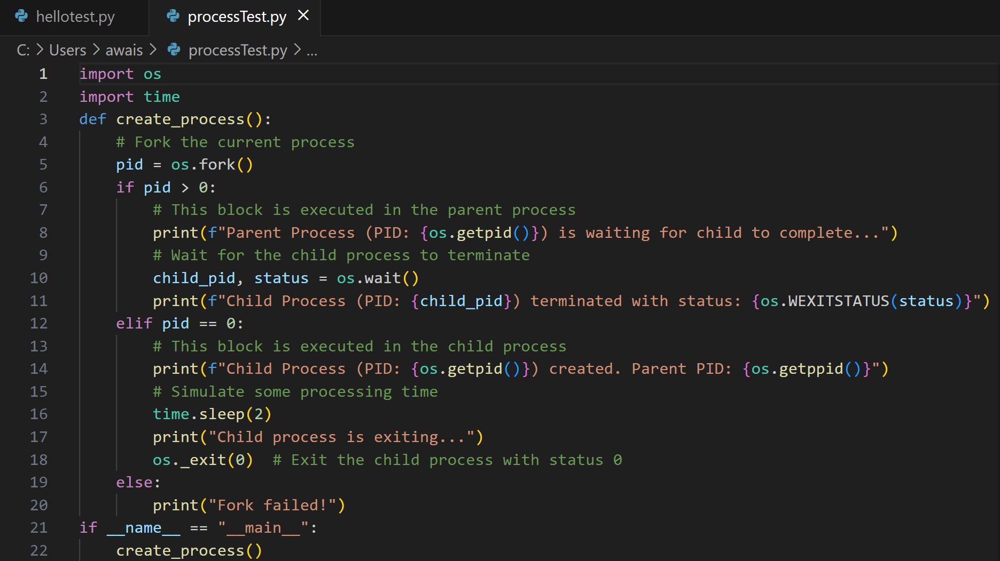 hellotest.py processTest.py
C: > Users > awais > processTest.py > ...
1 import os
2 import time
3 def create_process():
4     # Fork the current process
5     pid = os.fork()
6     if pid > 0:
7         # This block is executed in the parent process
8         print(f"Parent Process (PID: {os.getpid()}) is waiting for child to complete...")
9         # Wait for the child process to terminate
10         child_pid, status = os.wait()
11         print(f"Child Process (PID: {child_pid}) terminated with status: {os.WEXITSTATUS(status)}")
12     elif pid == 0:
13         # This block is executed in the child process
14         print(f"Child Process (PID: {os.getpid()}) created. Parent PID: {os.getppid()}")
15         # Simulate some processing time
16         time.sleep(2)
17         print("Child process is exiting...")
18         os._exit(0)  # Exit the child process with status 0
19     else:
20         print("Fork failed!")
21 if __name__ == "__main__":
22     create_process()